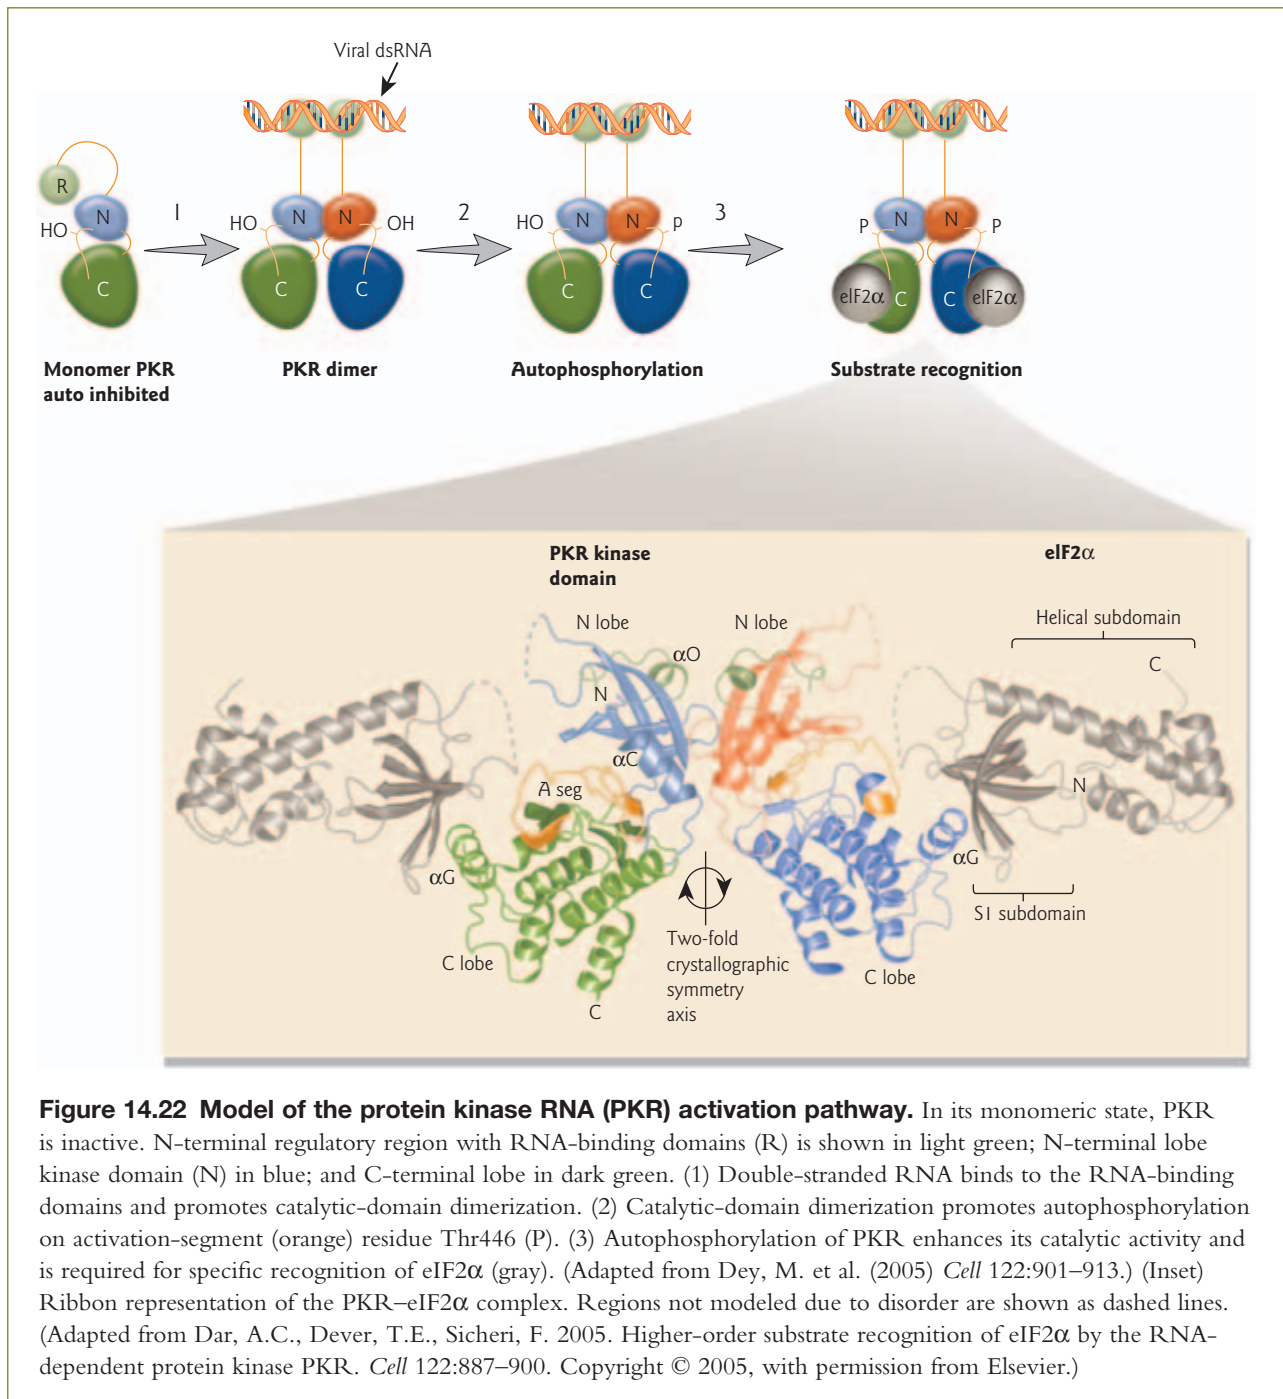 Viral dsRNA
R
N
HO
C
1
HO
N
N
OH
C
C
2
HO
N
N
p
C
C
3
P
N
N
P
eIF2α
C
C
eIF2α
Monomer PKR
auto inhibited
PKR dimer
Autophosphorylation
Substrate recognition
PKR kinase
domain
eIF2α
N lobe
N lobe
Helical subdomain
αO
C
N
αC
A seg
N
αG
αG
S1 subdomain
Two-fold
crystallographic
symmetry
axis
C lobe
C lobe
C
Figure 14.22 Model of the protein kinase RNA (PKR) activation pathway. In its monomeric state, PKR
is inactive. N-terminal regulatory region with RNA-binding domains (R) is shown in light green; N-terminal lobe
kinase domain (N) in blue; and C-terminal lobe in dark green. (1) Double-stranded RNA binds to the RNA-binding
domains and promotes catalytic-domain dimerization. (2) Catalytic-domain dimerization promotes autophosphorylation
on activation-segment (orange) residue Thr446 (P). (3) Autophosphorylation of PKR enhances its catalytic activity and
is required for specific recognition of eIF2α (gray). (Adapted from Dey, M. et al. (2005) Cell 122:901–913.) (Inset)
Ribbon representation of the PKR–eIF2α complex. Regions not modeled due to disorder are shown as dashed lines.
(Adapted from Dar, A.C., Dever, T.E., Sicheri, F. 2005. Higher-order substrate recognition of eIF2α by the RNA-
dependent protein kinase PKR. Cell 122:887–900. Copyright © 2005, with permission from Elsevier.)